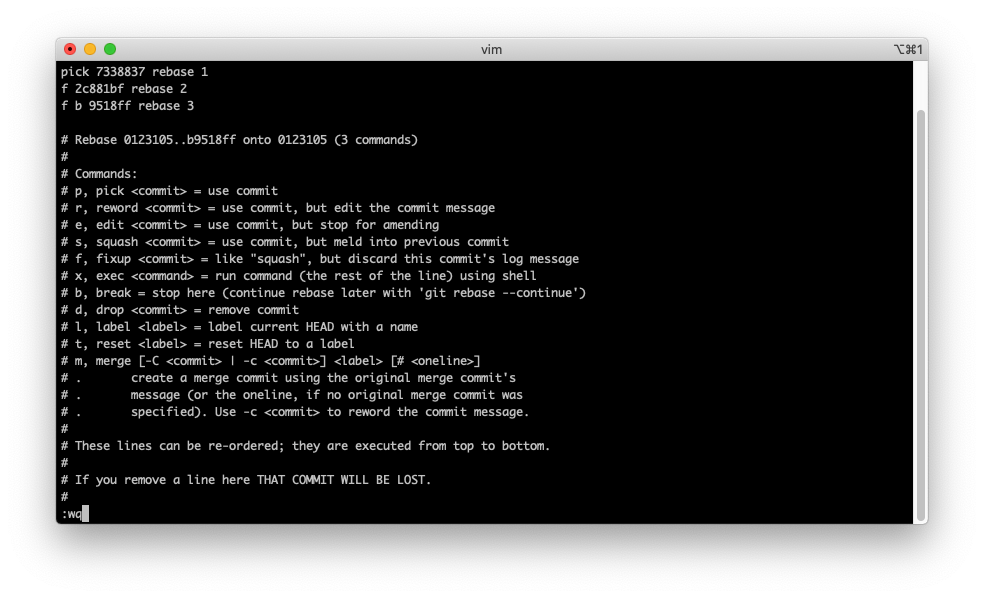 vim
⌥⌘1
pick 7338837 rebase 1
f 2c881bf rebase 2
f b 9518ff rebase 3
# Rebase 0123105..b9518ff onto 0123105 (3 commands)
#
# Commands:
# p, pick <commit> = use commit
# r, reword <commit> = use commit, but edit the commit message
# e, edit <commit> = use commit, but stop for amending
# s, squash <commit> = use commit, but meld into previous commit
# f, fixup <commit> = like "squash", but discard this commit's log message
# x, exec <command> = run command (the rest of the line) using shell
# b, break = stop here (continue rebase later with 'git rebase --continue')
# d, drop <commit> = remove commit
# l, label <label> = label current HEAD with a name
# t, reset <label> = reset HEAD to a label
# m, merge [-C <commit> | -c <commit>] <label> [# <oneline>]
# .       create a merge commit using the original merge commit's
# .       message (or the oneline, if no original merge commit was
# .       specified). Use -c <commit> to reword the commit message.
#
# These lines can be re-ordered; they are executed from top to bottom.
#
# If you remove a line here THAT COMMIT WILL BE LOST.
#
:wq